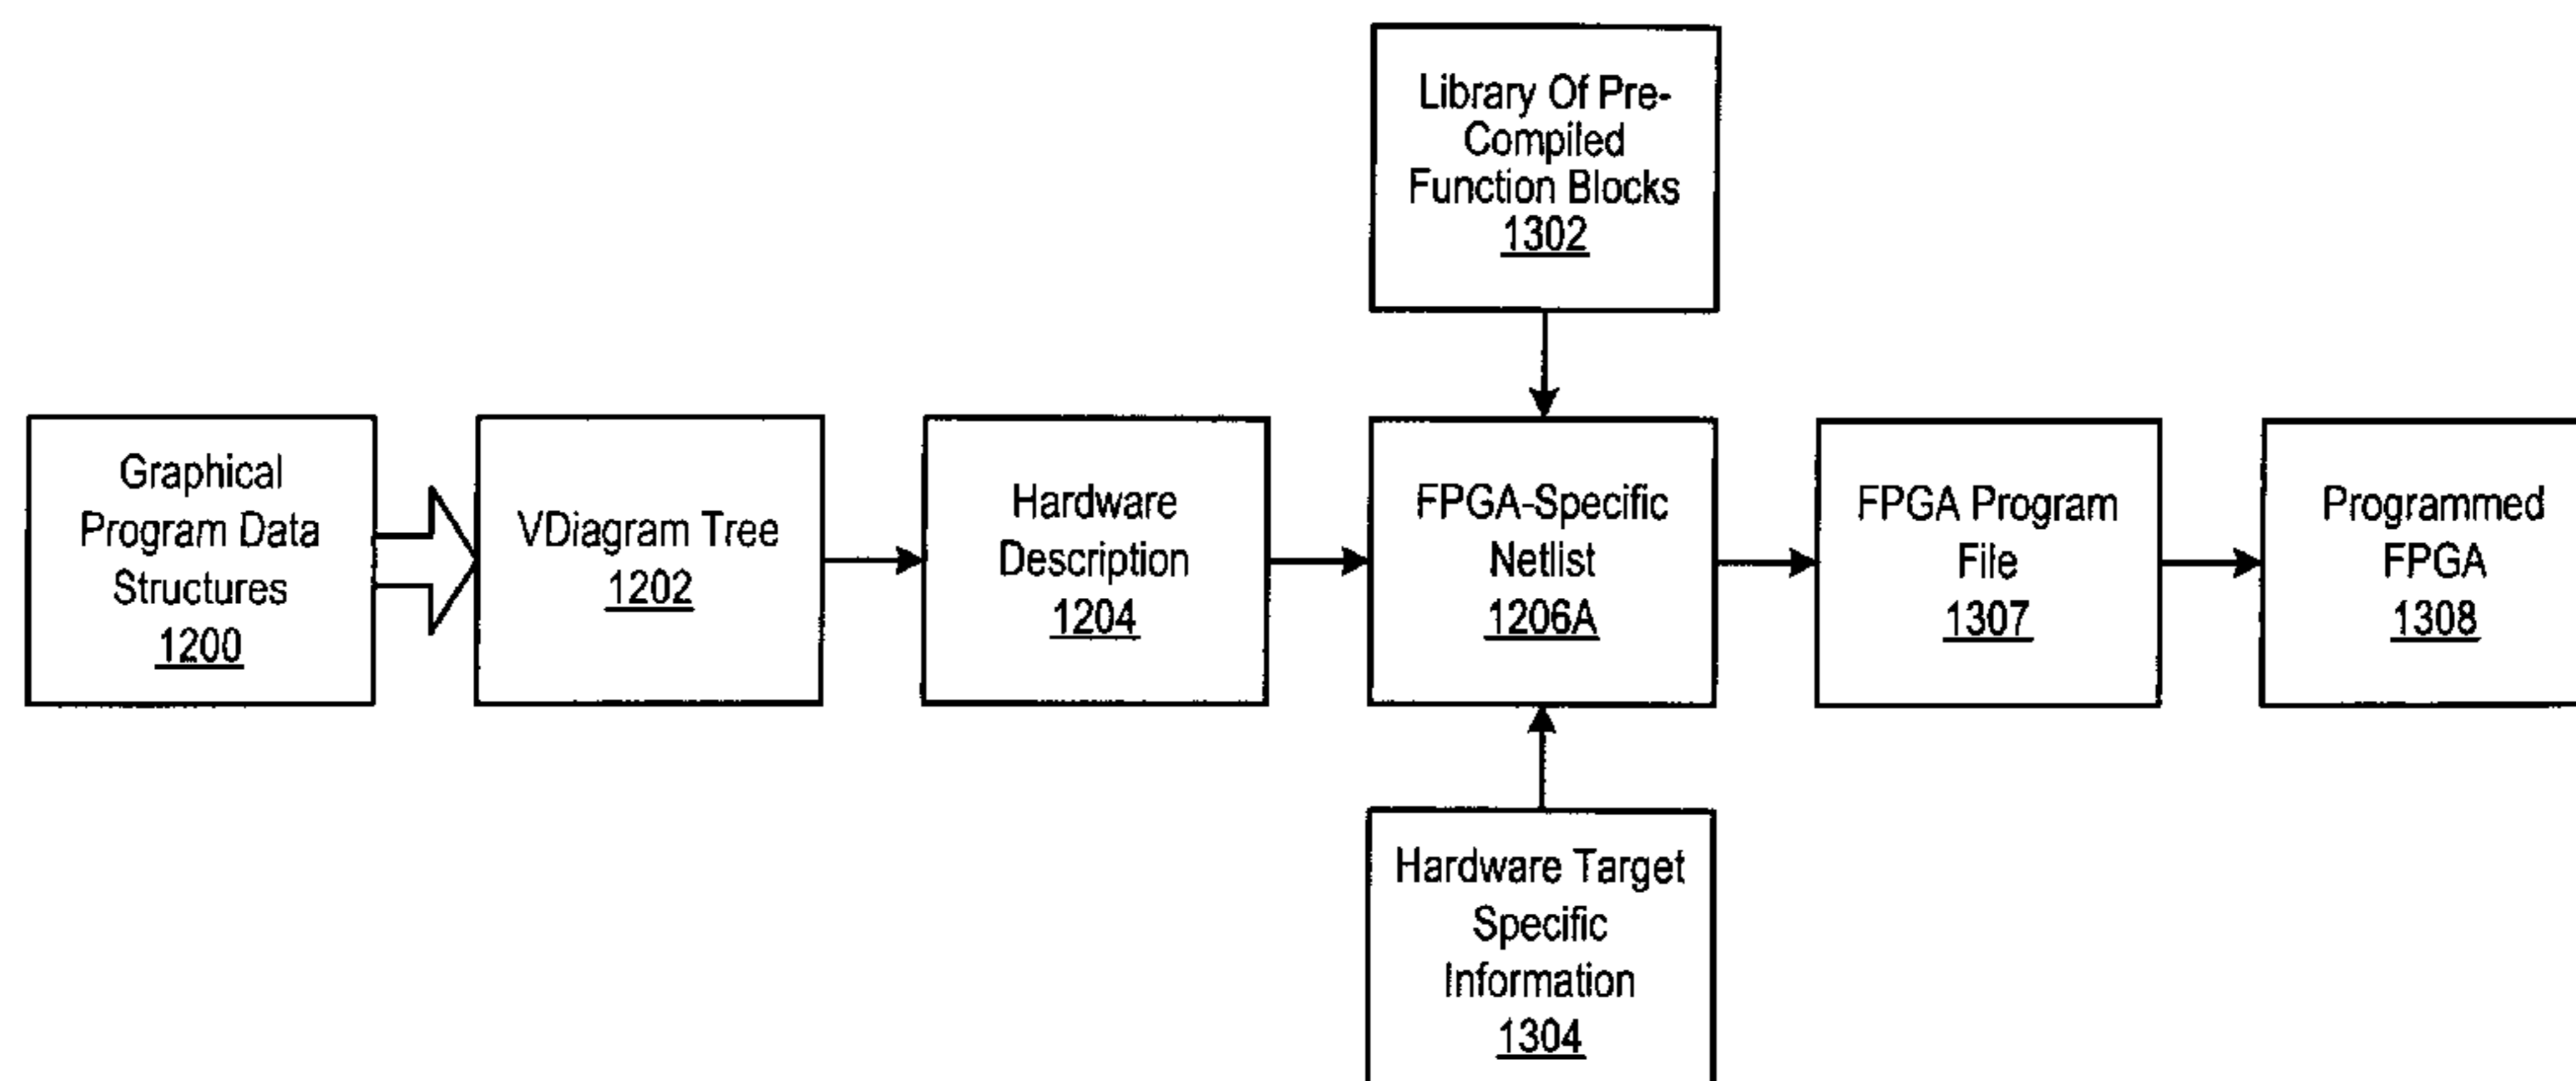 Library Of Pre-
Compiled
Function Blocks
1302
Graphical
Program Data
Structures
1200
VDiagram Tree
1202
Hardware
Description
1204
FPGA-Specific
Netlist
1206A
FPGA Program
File
1307
Programmed
FPGA
1308
Hardware Target
Specific
Information
1304